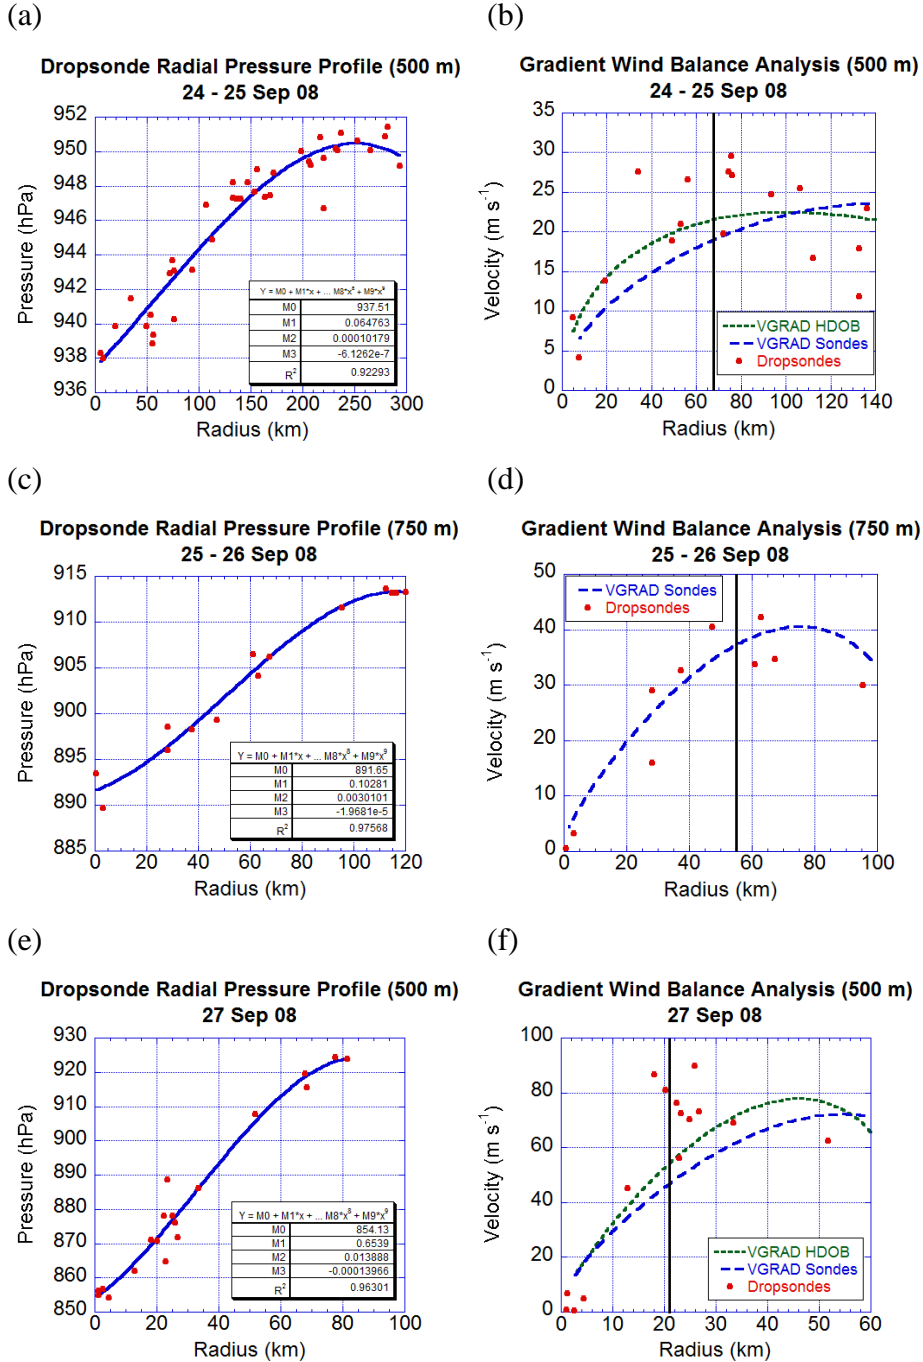 (a)
(b)
Dropsonde Radial Pressure Profile (500 m)
24 - 25 Sep 08
952
950
948
946
944
942
940
938
936
Pressure (hPa)
Y = M0 + M1*x + ... M8*x⁸ + M9*x⁹
M0 937.51
M1 0.064763
M2 0.00010179
M3 -6.1262e-7
R² 0.92293
0 50 100 150 200 250 300
Radius (km)
Gradient Wind Balance Analysis (500 m)
24 - 25 Sep 08
35
30
25
20
15
10
5
0
Velocity (m s⁻¹)
VGRAD HDOB
VGRAD Sondes
Dropsondes
0 20 40 60 80 100 120 140
Radius (km)
(c)
(d)
Dropsonde Radial Pressure Profile (750 m)
25 - 26 Sep 08
915
910
905
900
895
890
885
Pressure (hPa)
Y = M0 + M1*x + ... M8*x⁸ + M9*x⁹
M0 891.65
M1 0.10281
M2 0.0030101
M3 -1.9681e-5
R² 0.97568
0 20 40 60 80 100 120
Radius (km)
Gradient Wind Balance Analysis (750 m)
25 - 26 Sep 08
50
40
30
20
10
0
Velocity (m s⁻¹)
VGRAD Sondes
Dropsondes
0 20 40 60 80 100
Radius (km)
(e)
(f)
Dropsonde Radial Pressure Profile (500 m)
27 Sep 08
930
920
910
900
890
880
870
860
850
Pressure (hPa)
Y = M0 + M1*x + ... M8*x⁸ + M9*x⁹
M0 854.13
M1 0.6539
M2 0.013888
M3 -0.00013966
R² 0.96301
0 20 40 60 80 100
Radius (km)
Gradient Wind Balance Analysis (500 m)
27 Sep 08
100
80
60
40
20
0
Velocity (m s⁻¹)
VGRAD HDOB
VGRAD Sondes
Dropsondes
0 10 20 30 40 50 60
Radius (km)